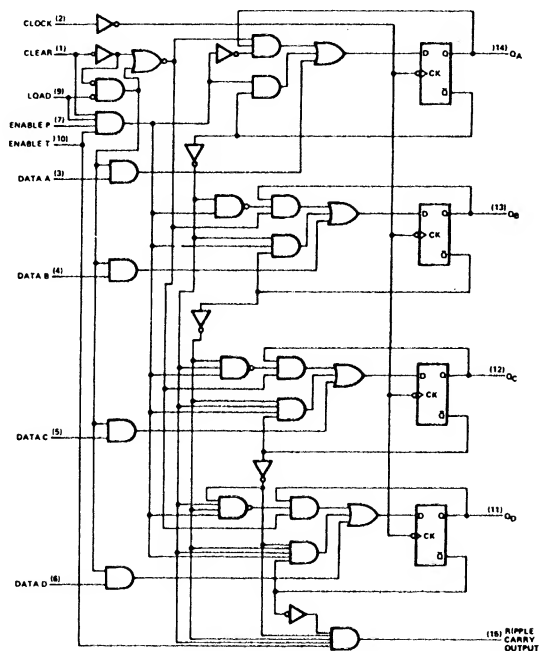 CLOCK (2)
CLEAR (1)
LOAD (9)
ENABLE P (7)
ENABLE T (10)
DATA A (3)
DATA B (4)
DATA C (5)
DATA D (6)
D Q
CK
Q̄
(14) QA
D Q
CK
Q̄
(13) QB
D Q
CK
Q̄
(12) QC
D Q
CK
Q̄
(11) QD
(15) RIPPLE
CARRY
OUTPUT